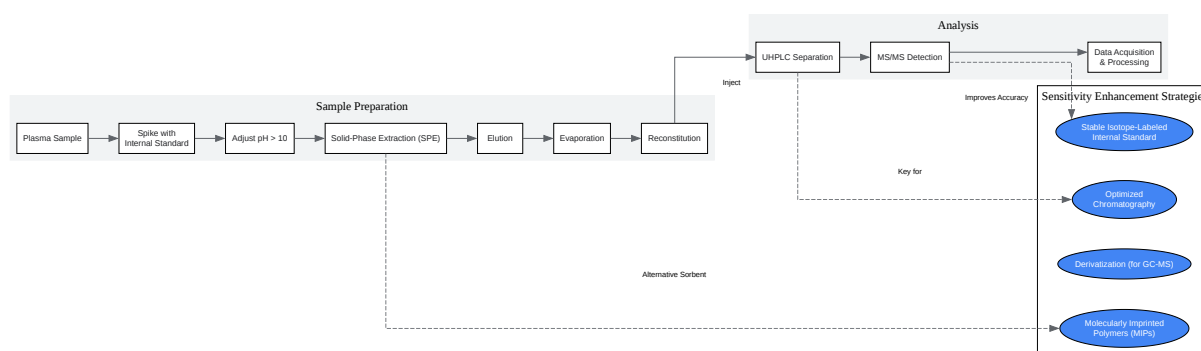 Analysis
UHPLC Separation
MS/MS Detection
Data Acquisition
& Processing
Inject
Improves Accuracy
Sample Preparation
Plasma Sample
Spike with
Internal Standard
Adjust pH > 10
Solid-Phase Extraction (SPE)
Elution
Evaporation
Reconstitution
Sensitivity Enhancement Strategie
Stable Isotope-Labeled
Internal Standard
Key for
Optimized
Chromatography
Derivatization (for GC-MS)
Alternative Sorbent
Molecularly Imprinted
Polymers (MIPs)